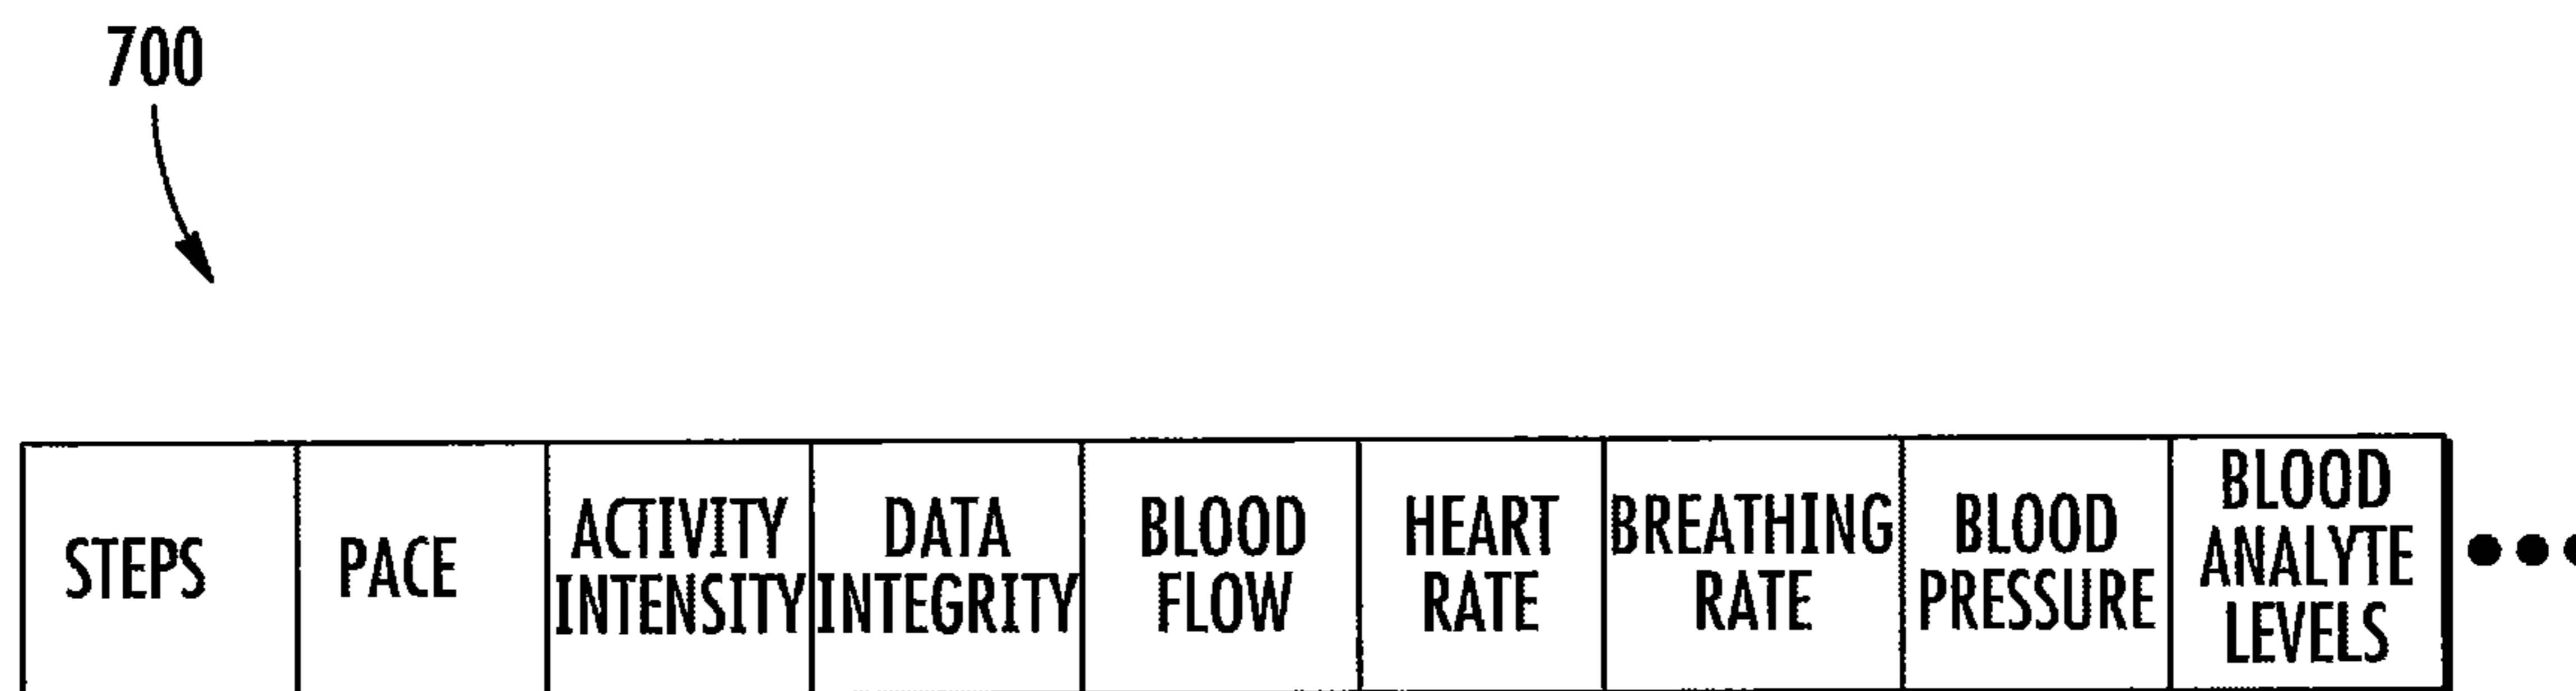 700
STEPS
PACE
ACTIVITY
INTENSITY
DATA
INTEGRITY
BLOOD
FLOW
HEART
RATE
BREATHING
RATE
BLOOD
PRESSURE
BLOOD
ANALYTE
LEVELS